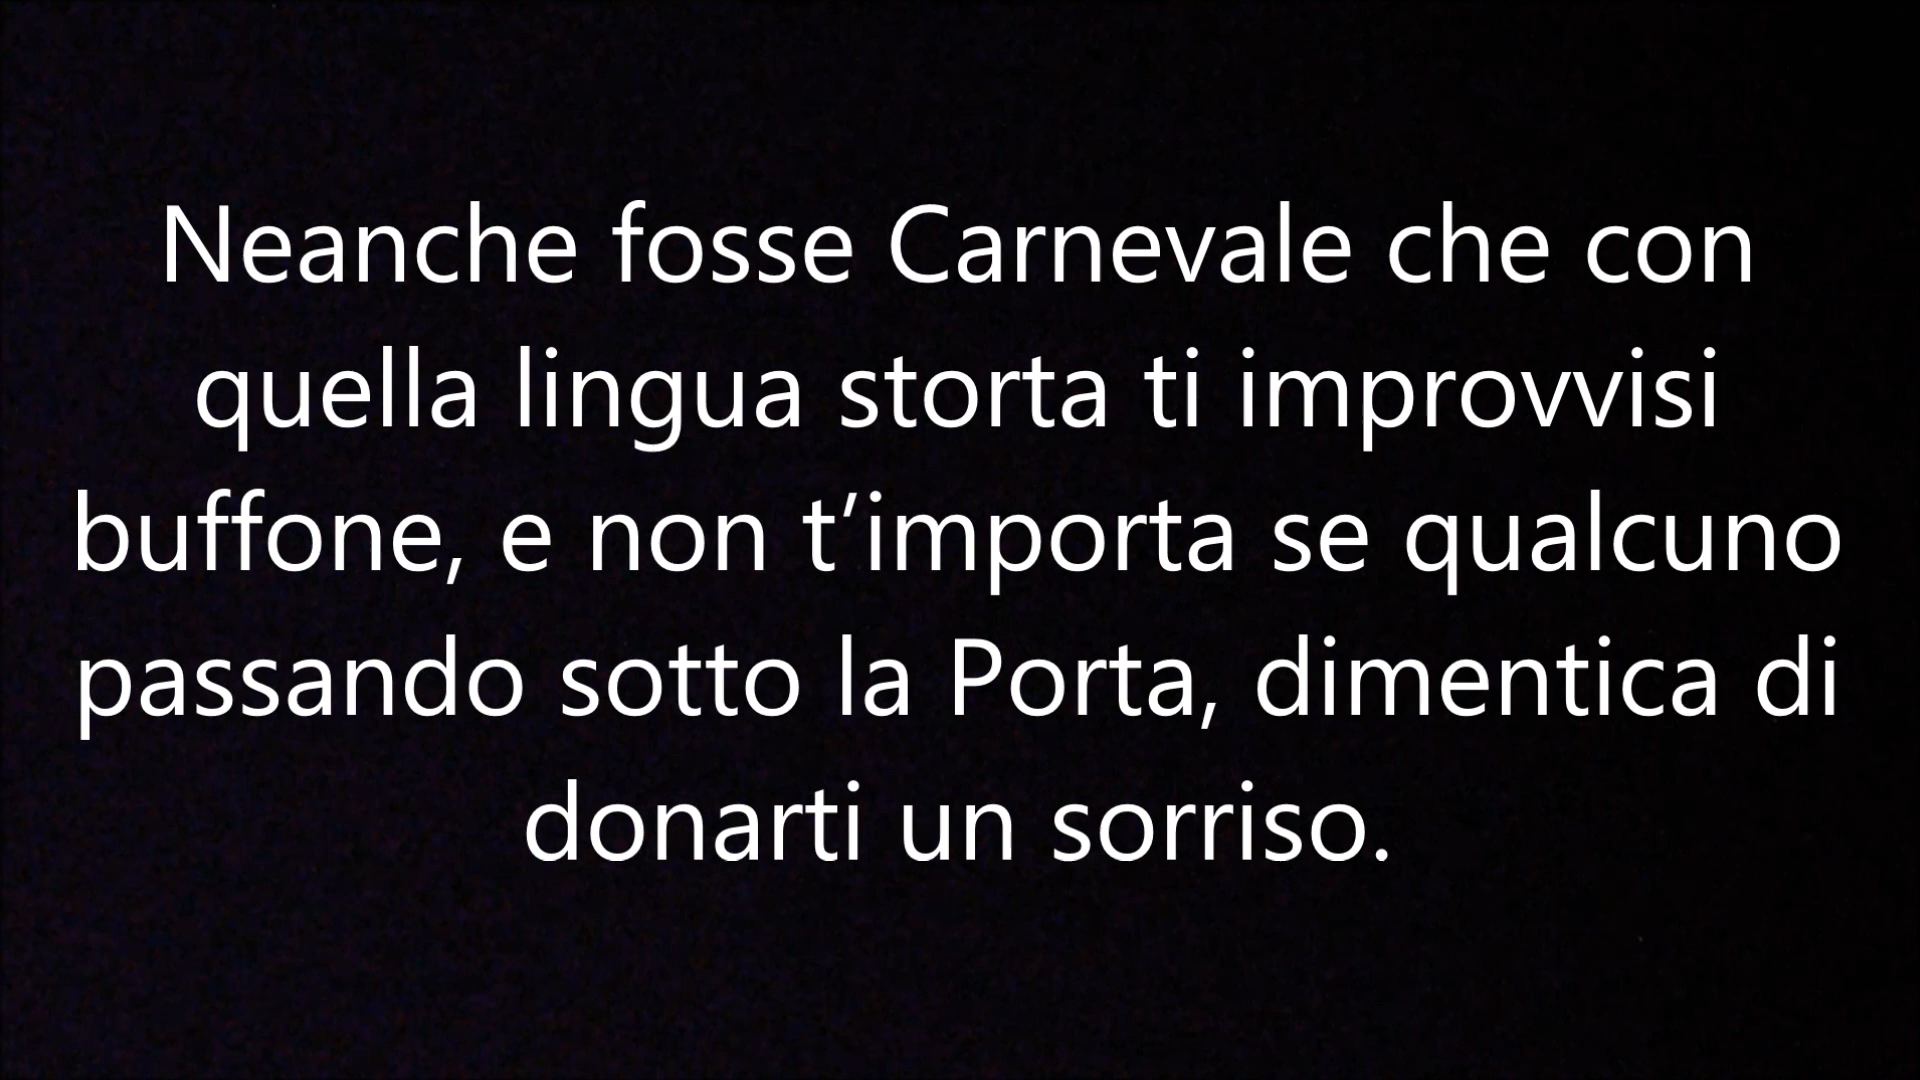 Neanche fosse Carnevale che con
quella lingua storta ti improvvisi
buffone, e non t’importa se qualcuno
passando sotto la Porta, dimentica di
donarti un sorriso.